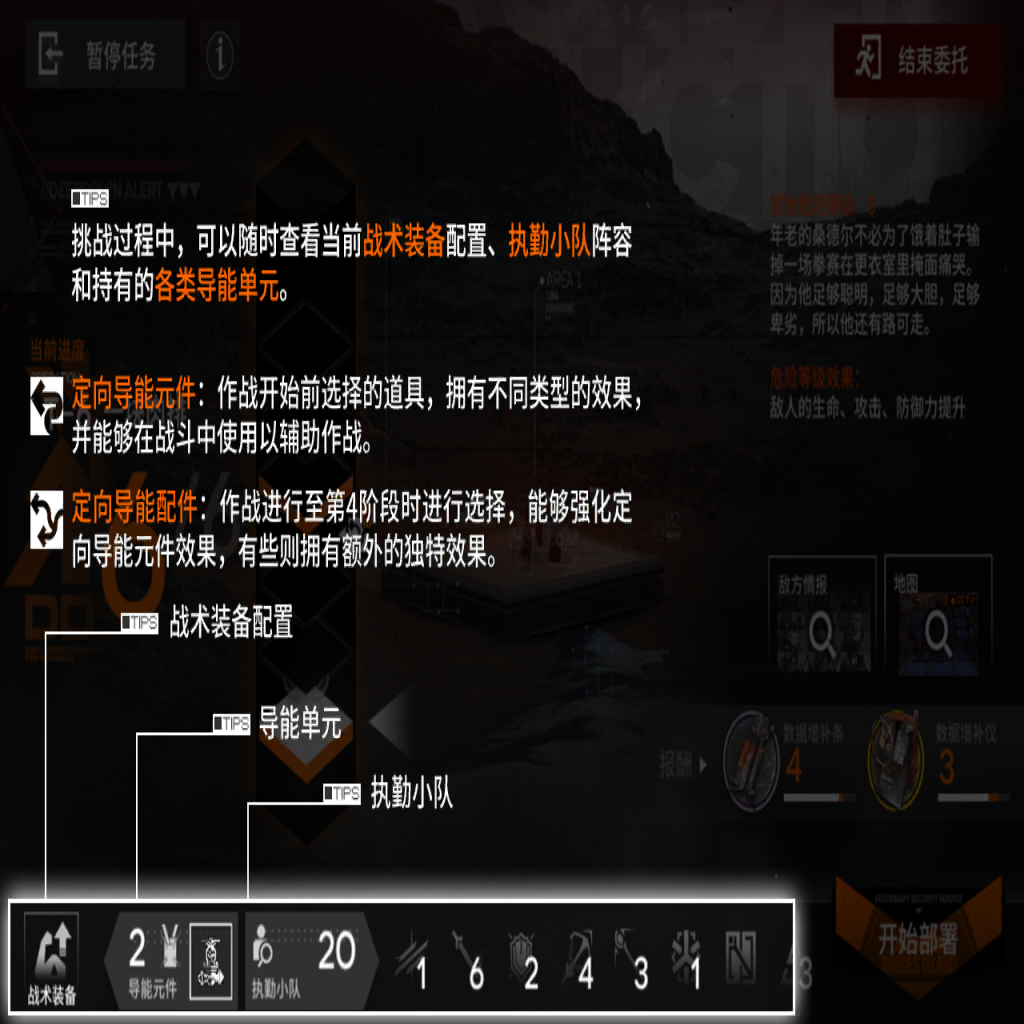 暂停任务
i
结束委托
TIPS
挑战过程中，可以随时查看当前战术装备配置、执勤小队阵容
和持有的各类导能单元。
AREA 1
年老的桑德尔不必为了饿着肚子输
掉一场拳赛在更衣室里掩面痛哭。
因为他足够聪明，足够大胆，足够
卑劣，所以他还有路可走。
当前进度
危险等级效果：
敌人的生命、攻击、防御力提升
定向导能元件：作战开始前选择的道具，拥有不同类型的效果，
并能够在战斗中使用以辅助作战。
定向导能配件：作战进行至第4阶段时进行选择，能够强化定
向导能元件效果，有些则拥有额外的独特效果。
敌方情报
地图
TIPS 战术装备配置
TIPS 导能单元
TIPS 执勤小队
报酬
数据增补条
4
数据增补仪
3
战术装备
2
导能元件
执勤小队
20
1
6
2
4
3
1
3
开始部署